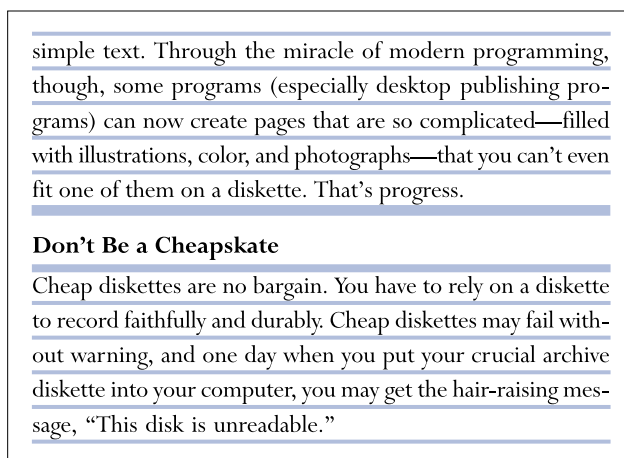 simple text. Through the miracle of modern programming,
though, some programs (especially desktop publishing pro-
grams) can now create pages that are so complicated—filled
with illustrations, color, and photographs—that you can’t even
fit one of them on a diskette. That’s progress.
Don’t Be a Cheapskate
Cheap diskettes are no bargain. You have to rely on a diskette
to record faithfully and durably. Cheap diskettes may fail with-
out warning, and one day when you put your crucial archive
diskette into your computer, you may get the hair-raising mes-
sage, “This disk is unreadable.”